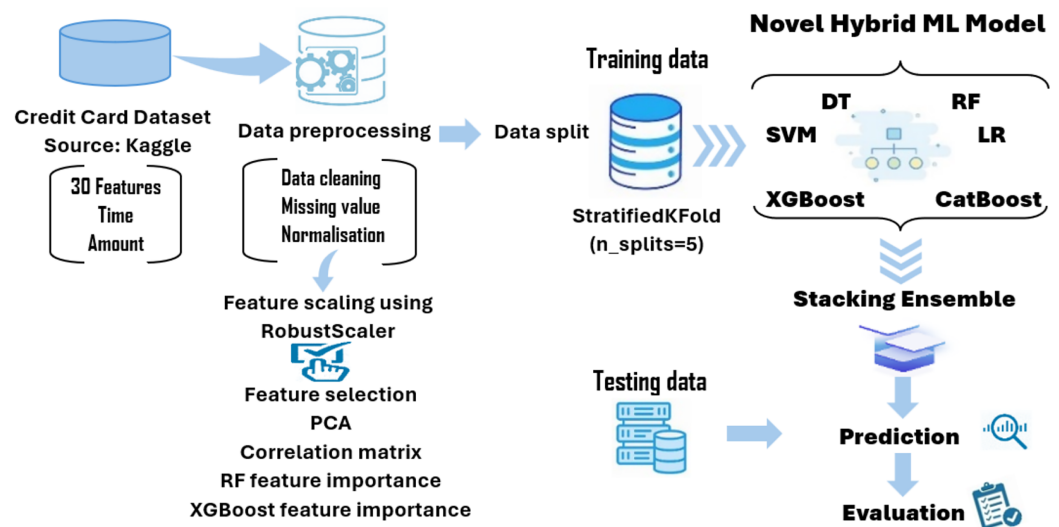 Credit Card Dataset
Source: Kaggle
30 Features
Time
Amount
Data preprocessing
Data cleaning
Missing value
Normalisation
Feature scaling using
RobustScaler
Feature selection
PCA
Correlation matrix
RF feature importance
XGBoost feature importance
Data split
Training data
StratifiedKFold
(n_splits=5)
Novel Hybrid ML Model
DT
RF
SVM
LR
XGBoost
CatBoost
Stacking Ensemble
Testing data
Prediction
Evaluation